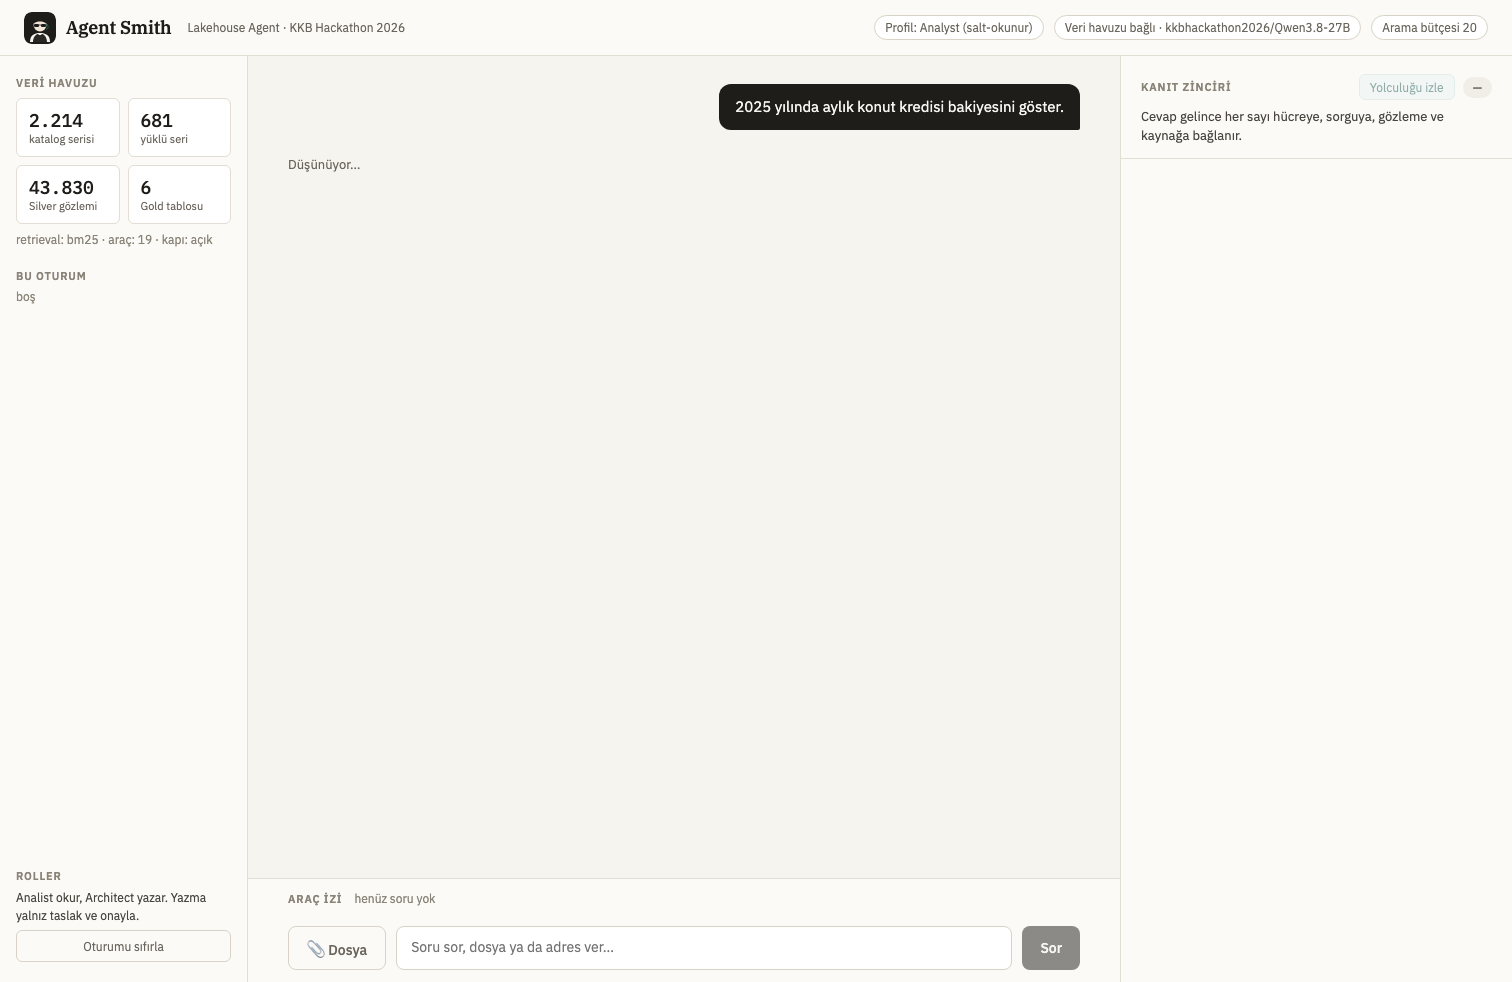 Agent Smith
Lakehouse Agent · KKB Hackathon 2026
Profil: Analyst (salt-okunur)
Veri havuzu bağlı · kkbhackathon2026/Qwen3.8-27B
Arama bütçesi 20
VERİ HAVUZU
2.214
katalog serisi
681
yüklü seri
43.830
Silver gözlemi
6
Gold tablosu
retrieval: bm25 · araç: 19 · kapı: açık
BU OTURUM
boş
ROLLER
Analist okur, Architect yazar. Yazma
yalnız taslak ve onayla.
Oturumu sıfırla
2025 yılında aylık konut kredisi bakiyesini göster.
Düşünüyor…
ARAÇ İZİ henüz soru yok
Dosya
Soru sor, dosya ya da adres ver…
Sor
KANIT ZİNCİRİ
Yolculuğu izle
–
Cevap gelince her sayı hücreye, sorguya, gözleme ve
kaynağa bağlanır.